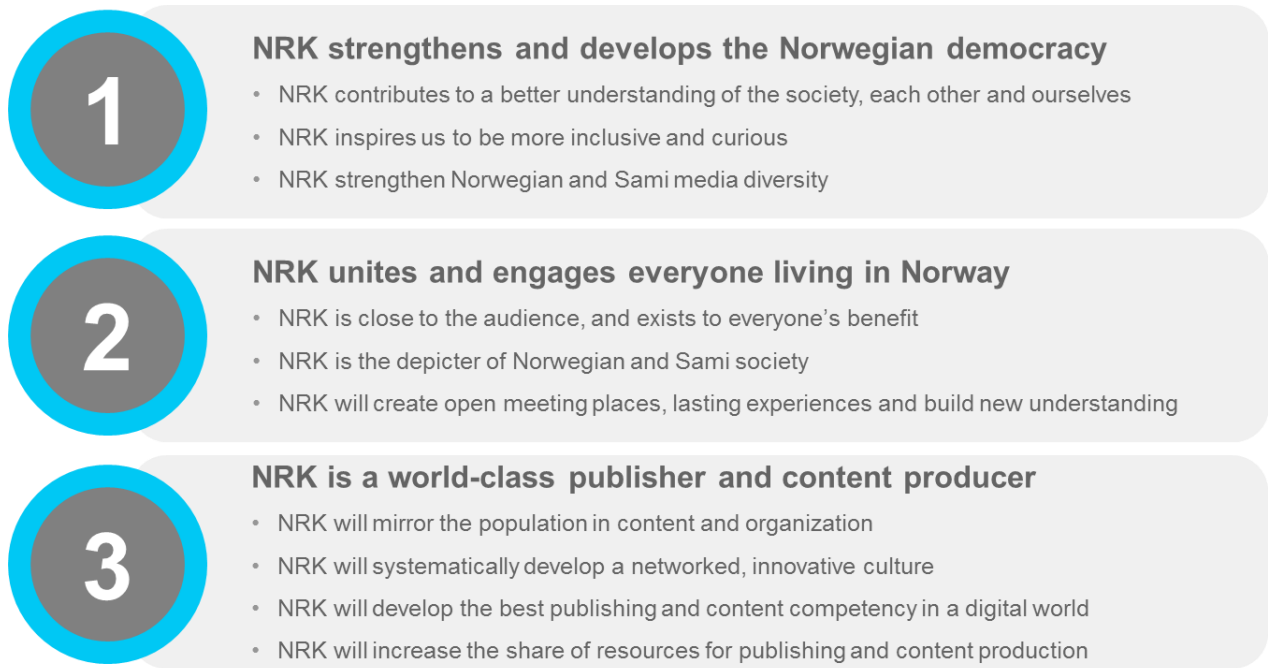 1
NRK strengthens and develops the Norwegian democracy
• NRK contributes to a better understanding of the society, each other and ourselves
• NRK inspires us to be more inclusive and curious
• NRK strengthen Norwegian and Sami media diversity
2
NRK unites and engages everyone living in Norway
• NRK is close to the audience, and exists to everyone’s benefit
• NRK is the depicter of Norwegian and Sami society
• NRK will create open meeting places, lasting experiences and build new understanding
3
NRK is a world-class publisher and content producer
• NRK will mirror the population in content and organization
• NRK will systematically develop a networked, innovative culture
• NRK will develop the best publishing and content competency in a digital world
• NRK will increase the share of resources for publishing and content production